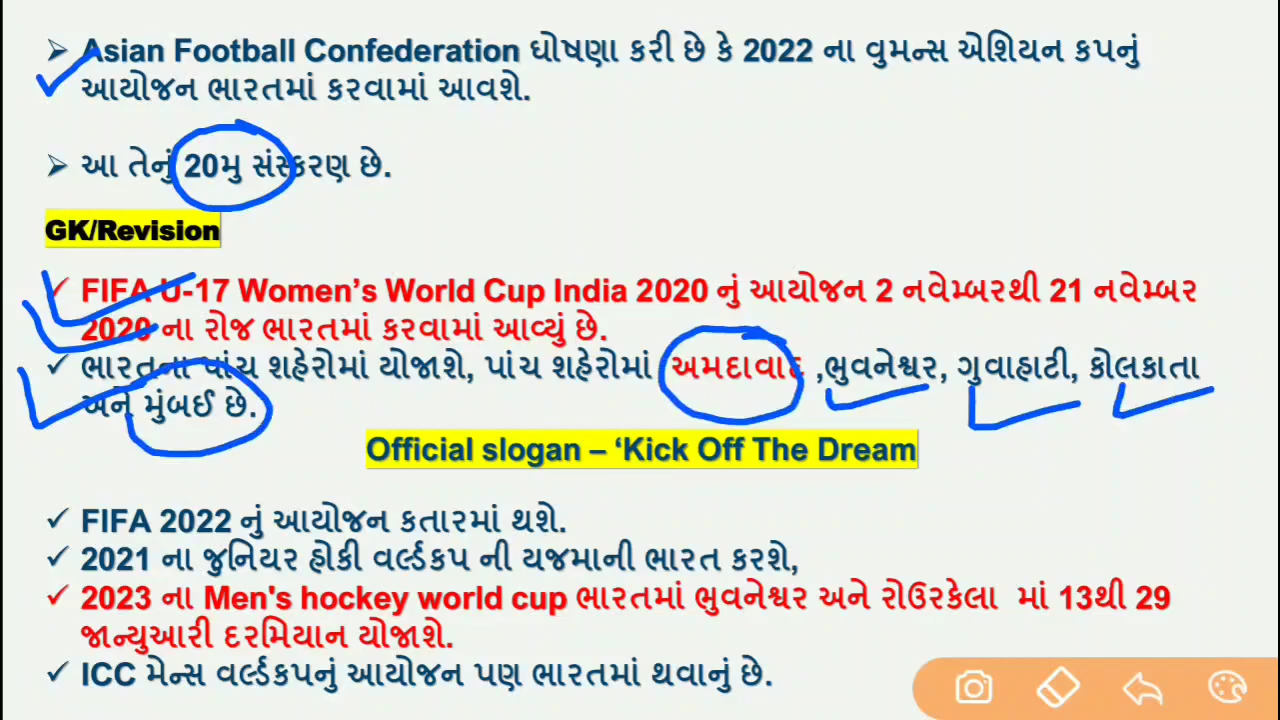 Asian Football Confederation ઘોષણા કરી છે કે 2022 ના વુમન્સ એશિયન કપનું
આયોજન ભારતમાં કરવામાં આવશે.
આ તેનું 20મુ સંસ્કરણ છે.
GK/Revision
FIFA U-17 Women's World Cup India 2020 નું આયોજન 2 નવેમ્બરથી 21 નવેમ્બર
2020 ના રોજ ભારતમાં કરવામાં આવ્યું છે.
ભારતના પાંચ શહેરોમાં યોજાશે, પાંચ શહેરોમાં અમદાવાદ ,ભુવનેશ્વર, ગુવાહાટી, કોલકાતા
અને મુંબઈ છે.
Official slogan – ‘Kick Off The Dream
FIFA 2022 નું આયોજન કતારમાં થશે.
2021 ના જુનિયર હોકી વર્લ્ડકપ ની યજમાની ભારત કરશે,
2023 ના Men's hockey world cup ભારતમાં ભુવનેશ્વર અને રોઉરકેલા માં 13થી 29
જાન્યુઆરી દરમિયાન યોજાશે.
ICC મેન્સ વર્લ્ડકપનું આયોજન પણ ભારતમાં થવાનું છે.